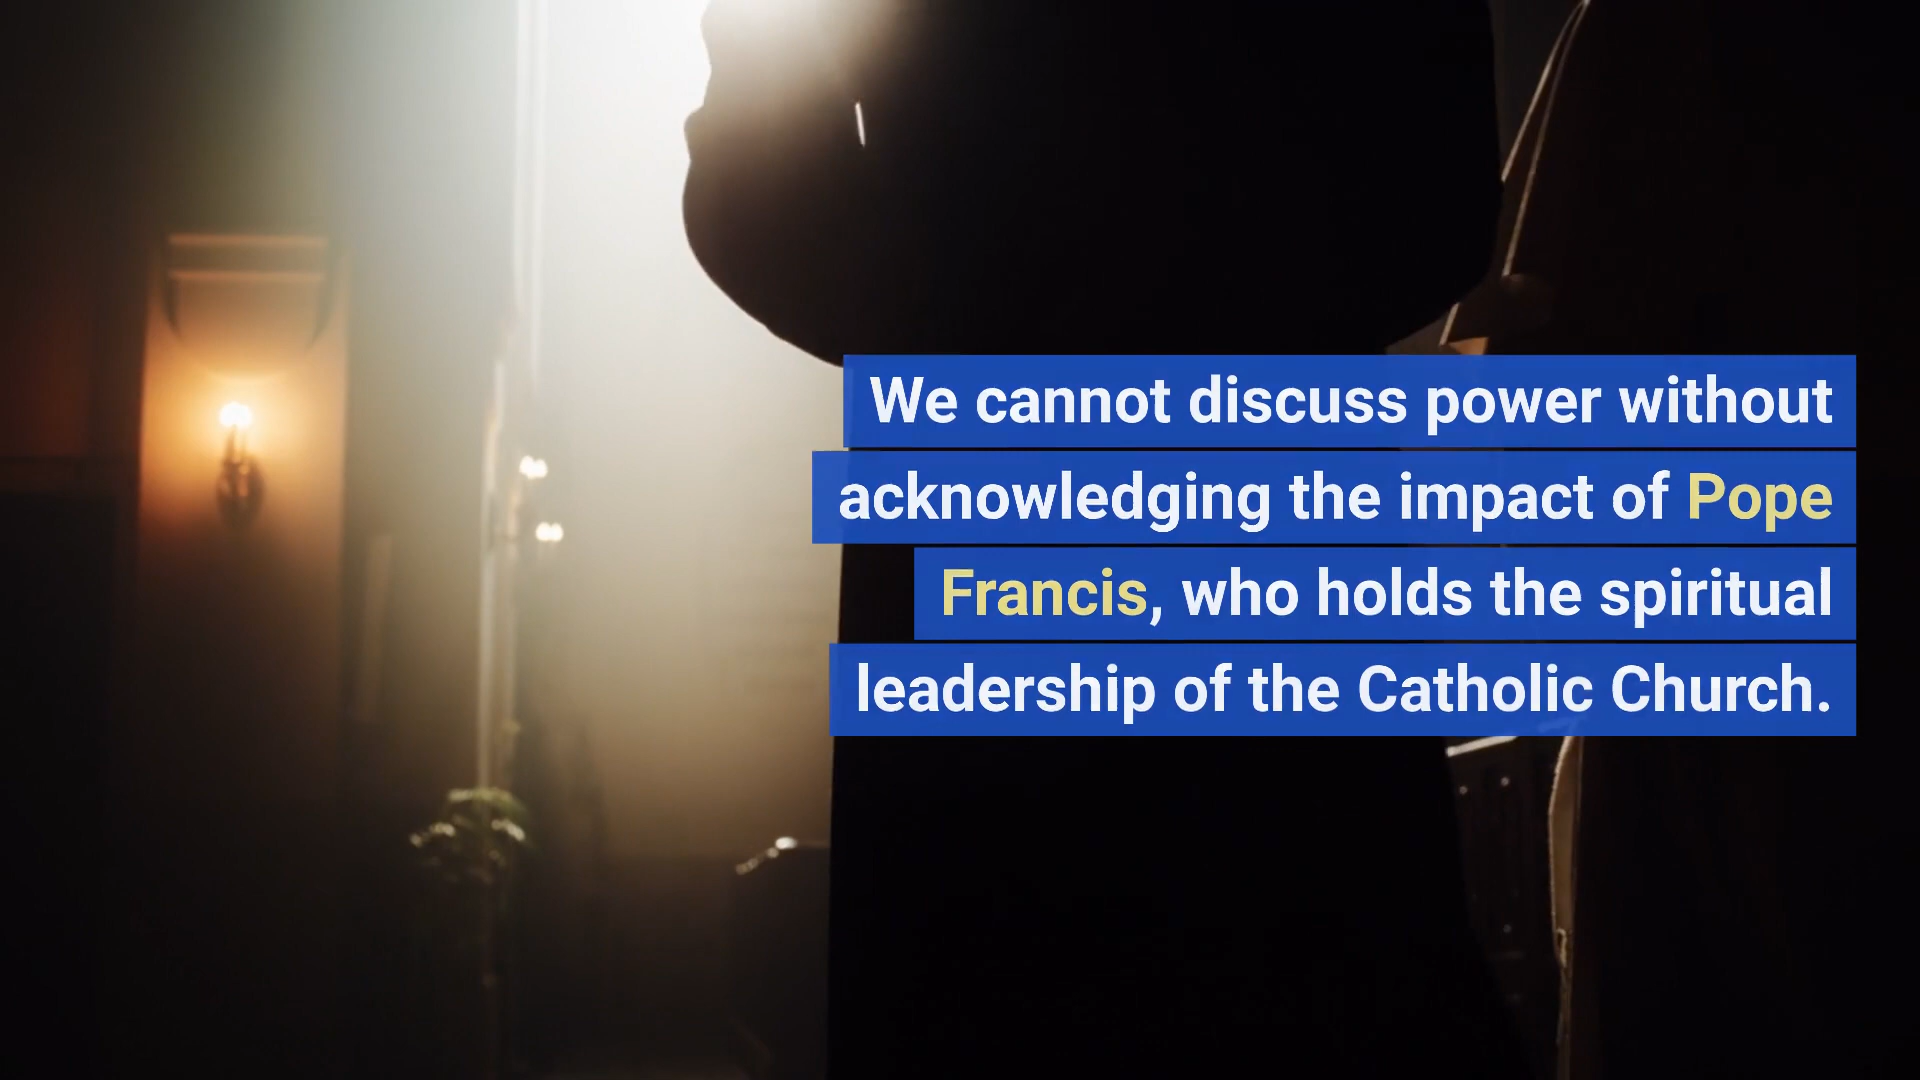 We cannot discuss power without
acknowledging the impact of Pope
Francis, who holds the spiritual
leadership of the Catholic Church.